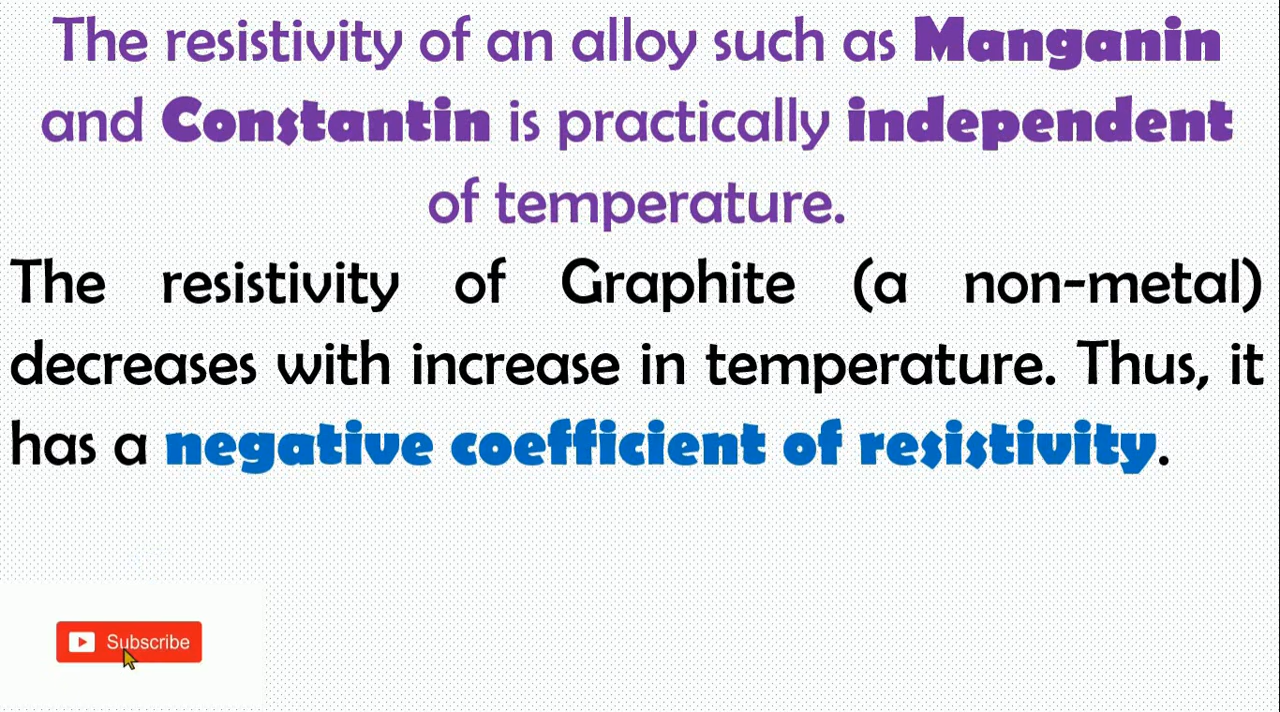 The resistivity of an alloy such as Manganin
and Constantin is practically independent
of temperature.
The resistivity of Graphite (a non-metal)
decreases with increase in temperature. Thus, it
has a negative coefficient of resistivity.
Subscribe